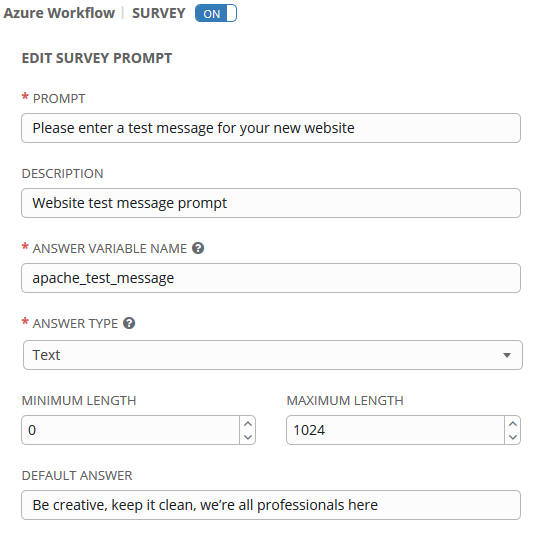 Azure Workflow | SURVEY ON
EDIT SURVEY PROMPT
* PROMPT
Please enter a test message for your new website
DESCRIPTION
Website test message prompt
* ANSWER VARIABLE NAME ?
apache_test_message
* ANSWER TYPE ?
Text
MINIMUM LENGTH MAXIMUM LENGTH
0 1024
DEFAULT ANSWER
Be creative, keep it clean, we’re all professionals here